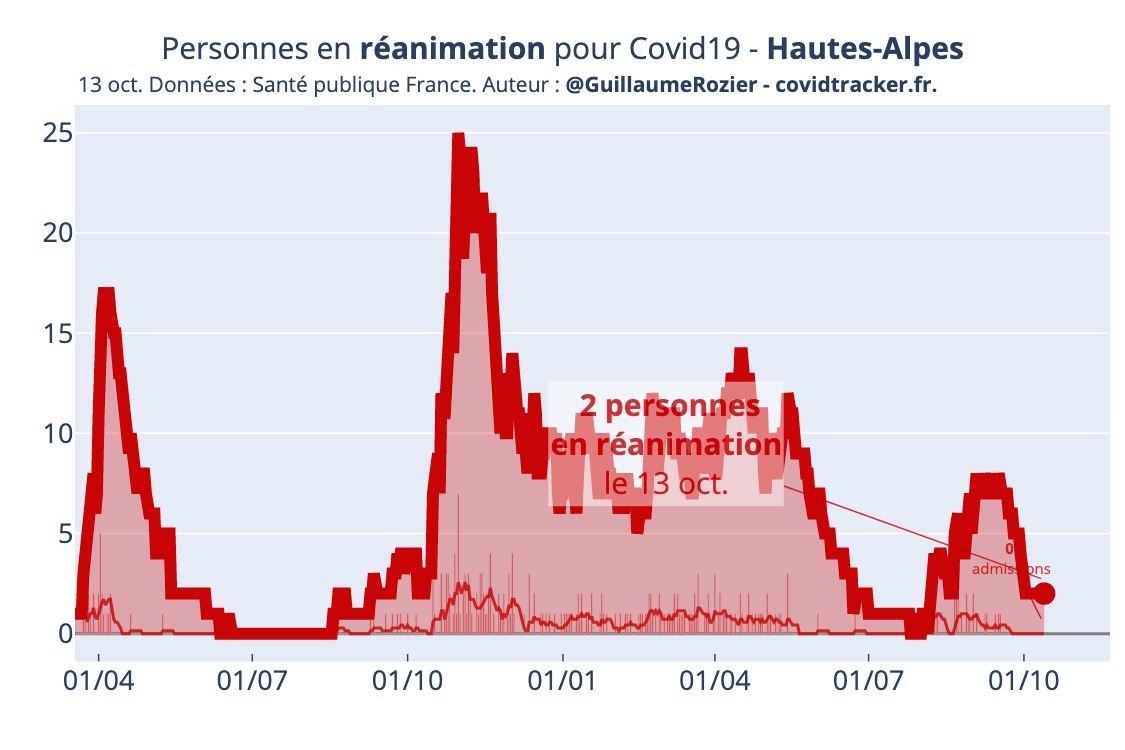 Personnes en réanimation pour Covid19 - Hautes-Alpes
13 oct. Données : Santé publique France. Auteur : @GuillaumeRozier - covidtracker.fr.
25
20
15
10
5
0
2 personnes
en réanimation
le 13 oct.
0
admissions
01/04
01/07
01/10
01/01
01/04
01/07
01/10